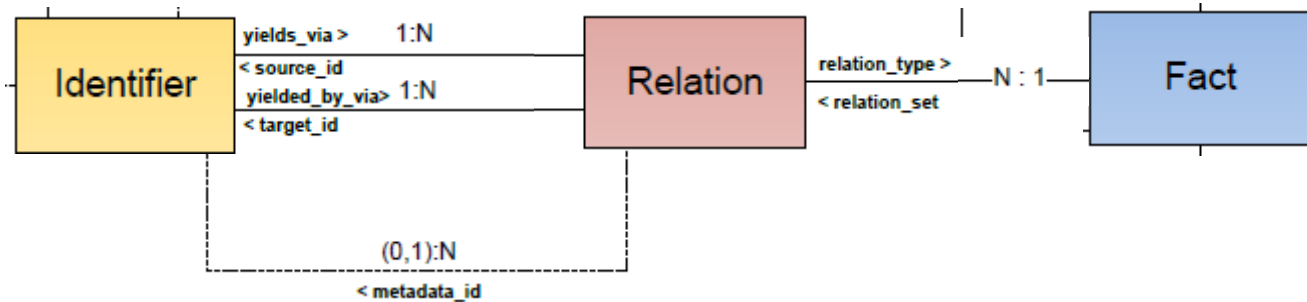 yields_via > 1:N
Identifier
< source_id
yielded_by_via> 1:N
< target_id
Relation
relation_type >
N : 1
< relation_set
Fact
(0,1):N
< metadata_id